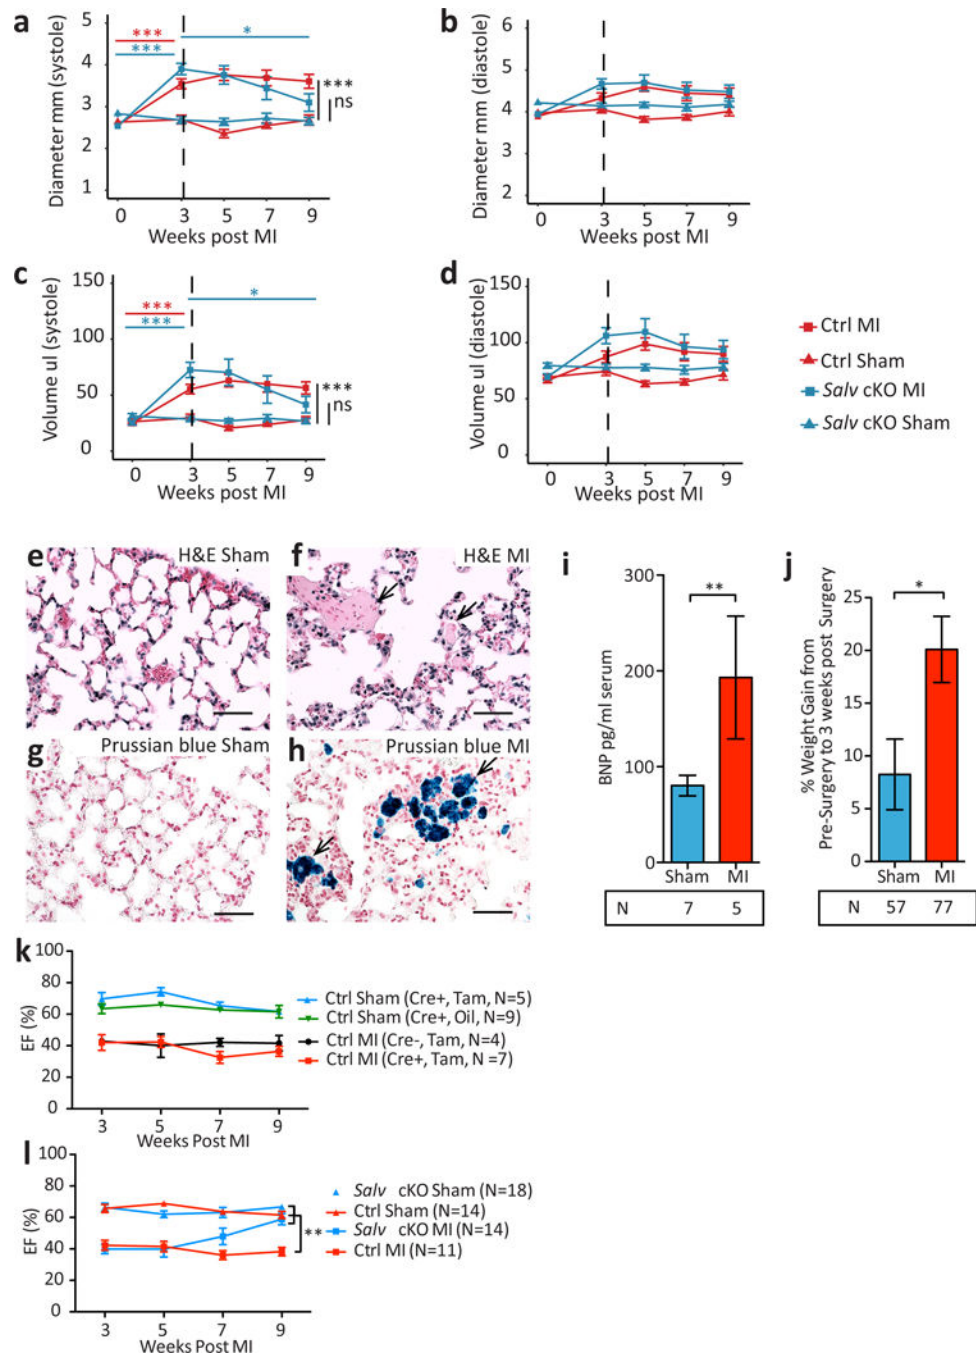 a
Diameter mm (systole)
5
4
3
2
1
***
***
*
***
ns
0 3 5 7 9
Weeks post MI
b
Diameter mm (diastole)
6
5
4
3
2
0 3 5 7 9
Weeks post MI
c
Volume ul (systole)
150
100
50
0
***
***
*
***
ns
0 3 5 7 9
Weeks post MI
d
Volume ul (diastole)
150
100
50
0
0 3 5 7 9
Weeks post MI
Ctrl MI
Ctrl Sham
Salv cKO MI
Salv cKO Sham
e
H&E Sham
f
H&E MI
g
Prussian blue Sham
h
Prussian blue MI
i
BNP pg/ml serum
300
200
100
0
**
Sham MI
N 7 5
j
% Weight Gain from
Pre-Surgery to 3 weeks post Surgery
25
20
15
10
5
0
*
Sham MI
N 57 77
k
EF (%)
100
80
60
40
20
0
3 5 7 9
Weeks Post MI
Ctrl Sham (Cre+, Tam, N=5)
Ctrl Sham (Cre+, Oil, N=9)
Ctrl MI (Cre-, Tam, N=4)
Ctrl MI (Cre+, Tam, N =7)
l
EF (%)
100
80
60
40
20
0
**
3 5 7 9
Weeks Post MI
Salv cKO Sham (N=18)
Ctrl Sham (N=14)
Salv cKO MI (N=14)
Ctrl MI (N=11)